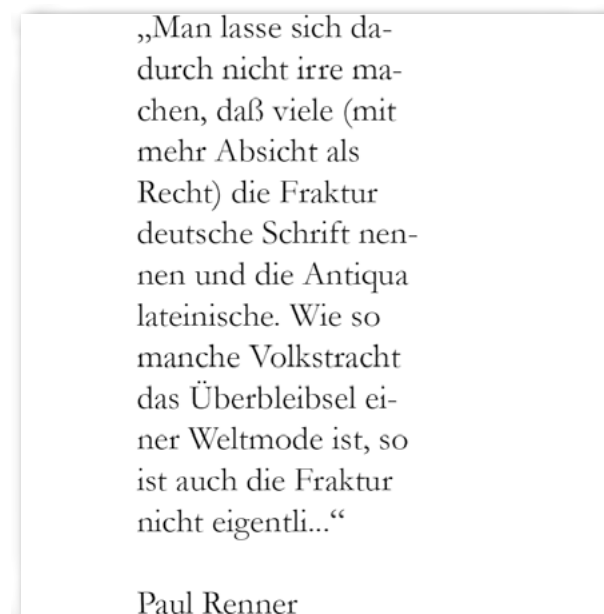 „Man lasse sich da-
durch nicht irre ma-
chen, daß viele (mit
mehr Absicht als
Recht) die Fraktur
deutsche Schrift nen-
nen und die Antiqua
lateinische. Wie so
manche Volkstracht
das Überbleibsel ei-
ner Weltmode ist, so
ist auch die Fraktur
nicht eigentli...“
Paul Renner